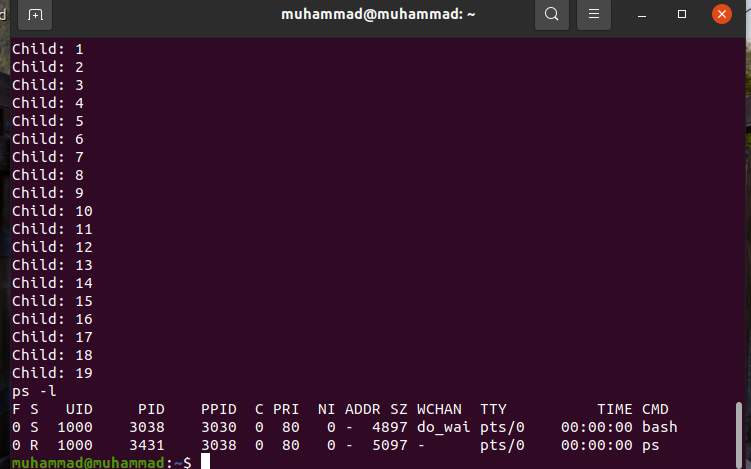 muhammad@muhammad: ~
Child: 1
Child: 2
Child: 3
Child: 4
Child: 5
Child: 6
Child: 7
Child: 8
Child: 9
Child: 10
Child: 11
Child: 12
Child: 13
Child: 14
Child: 15
Child: 16
Child: 17
Child: 18
Child: 19
ps -l
F S   UID     PID    PPID  C PRI  NI ADDR SZ WCHAN  TTY          TIME CMD
0 S  1000    3038    3030  0  80   0 -  4897 do_wai pts/0    00:00:00 bash
0 R  1000    3431    3038  0  80   0 -  5097 -      pts/0    00:00:00 ps
muhammad@muhammad:~$